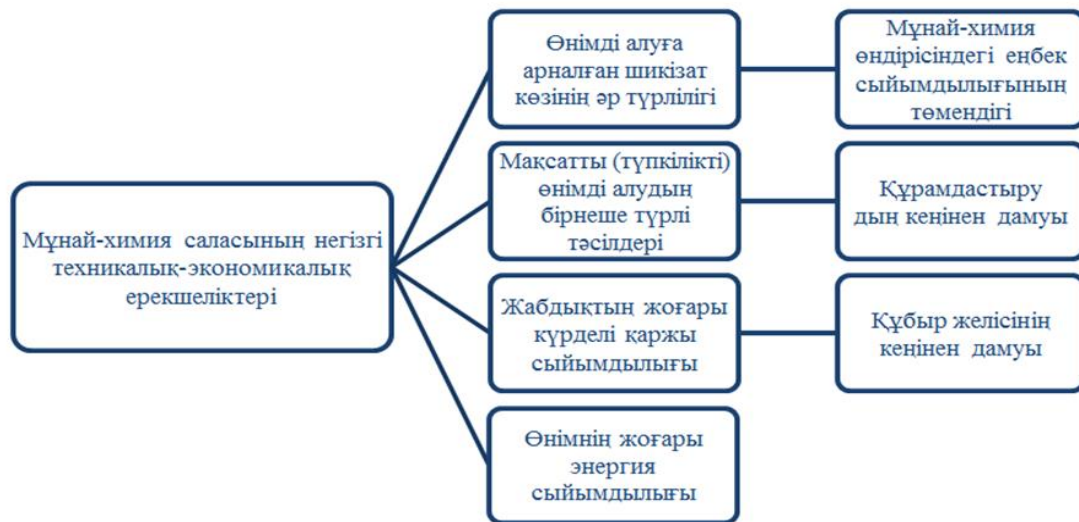 Мұнай-химия саласының негізгі
техникалық-экономикалық
ерекшеліктері
Өнімді алуға
арналған шикізат
көзінің әр түрлілігі
Мұнай-химия
өндірісіндегі еңбек
сыйымдылығының
төмендігі
Мақсатты (түпкілікті)
өнімді алудың
бірнеше түрлі
тәсілдері
Құрамдастыру
дың кеңінен дамуы
Жабдықтың жоғары
күрделі қаржы
сыйымдылығы
Құбыр желісінің
кеңінен дамуы
Өнімнің жоғары
энергия
сыйымдылығы